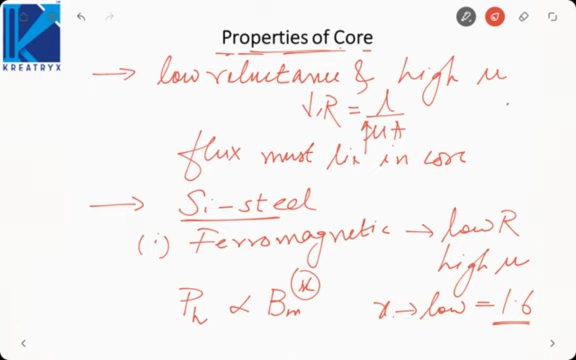 KREATRYX
Properties of Core
→ low reluctance & high μ
↓R = l / ↑μA
flux must lin in core
→ Si-steel
(i) Ferromagnetic → low R
high μ
Ph ∝ Bm^x
x → low = 1.6